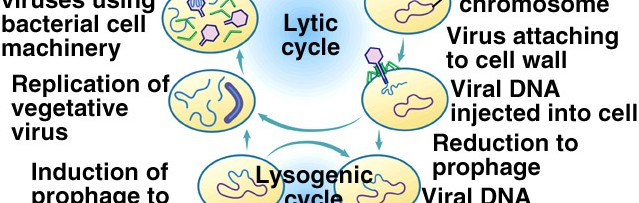 viruses using
bacterial cell
machinery
Lytic
cycle
chromosome
Virus attaching
to cell wall
Replication of
vegetative
virus
Viral DNA
injected into cell
Reduction to
prophage
Induction of
prophage to
Lysogenic
cycle
Viral DNA